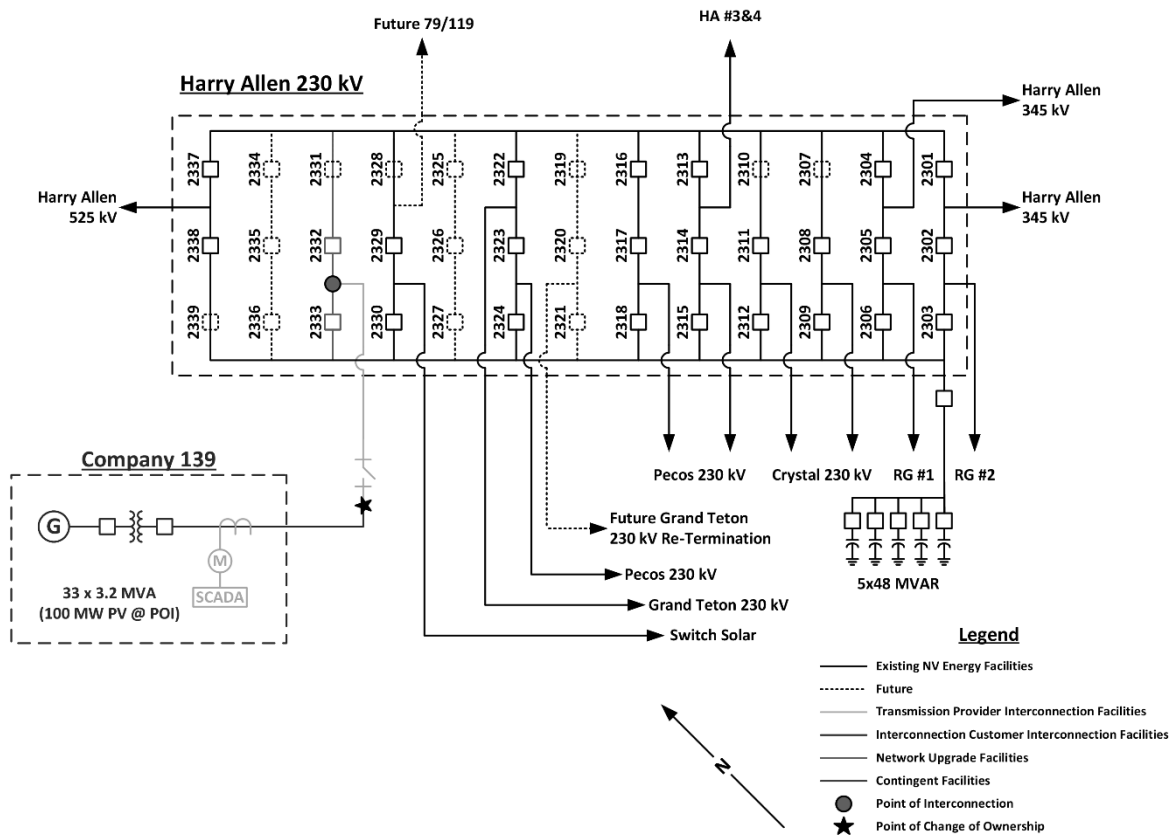 Future 79/119
HA #3&4
Harry Allen 230 kV
Harry Allen
345 kV
2337
2334
2331
2328
2325
2322
2319
2316
2313
2310
2307
2304
2301
Harry Allen
525 kV
Harry Allen
345 kV
2338
2335
2332
2329
2326
2323
2320
2317
2314
2311
2308
2305
2302
2339
2336
2333
2330
2327
2324
2321
2318
2315
2312
2309
2306
2303
Company 139
Pecos 230 kV
Crystal 230 kV
RG #1
RG #2
G
M
SCADA
33 x 3.2 MVA
(100 MW PV @ POI)
Future Grand Teton
230 kV Re-Termination
Pecos 230 kV
Grand Teton 230 kV
Switch Solar
5x48 MVAR
Legend
Existing NV Energy Facilities
Future
Transmission Provider Interconnection Facilities
Interconnection Customer Interconnection Facilities
Network Upgrade Facilities
Contingent Facilities
Point of Interconnection
Point of Change of Ownership
N